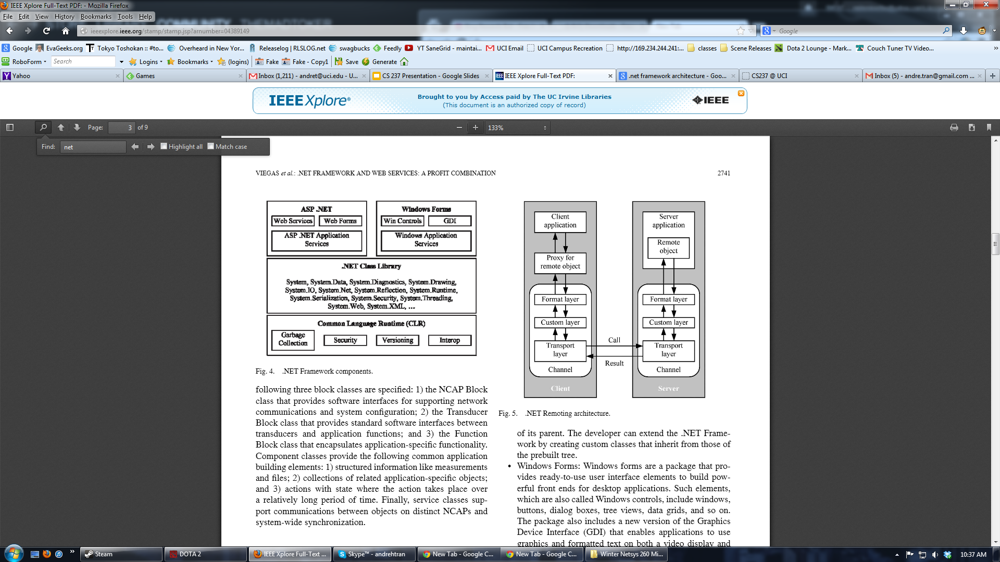 IEEE Xplore Full-Text PDF: - Mozilla Firefox
File Edit View History Bookmarks Tools Help
ieeexplore.ieee.org/stamp/stamp.jsp?arnumber=04389149
Google
Google EvaGeeks.org Tokyo Toshokan :: #to... Overheard in New Yor... Releaselog | RLSLOG.net swagbucks Feedly YT SaneGrid - maintai... UCI Email UCI Campus Recreation http://169.234.244.241:... classes Scene Releases Dota 2 Lounge - Mark... Couch Tuner TV Video... »
RoboForm Search Logins Bookmarks (logins) Fake Fake - Copy1 Save Generate
Yahoo Games Inbox (1,211) - andret@uci.edu - U... CS 237 Presentation - Google Slides IEEE Xplore Full-Text PDF: .net framework architecture - Goo... CS237 @ UCI Inbox (5) - andre.tran@gmail.com ...
IEEE Xplore®
Brought to you by Access paid by The UC Irvine Libraries
(This document is an authorized copy of record)
IEEE
Page: 3 of 9
133%
Find: net Highlight all Match case
VIEGAS et al.: .NET FRAMEWORK AND WEB SERVICES: A PROFIT COMBINATION 2741
ASP .NET
Web Services Web Forms
ASP .NET Application
Services
Windows Forms
Win Controls GDI
Windows Application
Services
.NET Class Library
System, System.Data, System.Diagnostics, System.Drawing,
System.IO, System.Net, System.Reflection, System.Runtime,
System.Serialization, System.Security, System.Threading,
System.Web, System.XML, ...
Common Language Runtime (CLR)
Garbage
Collection
Security Versioning Interop
Fig. 4. .NET Framework components.
following three block classes are specified: 1) the NCAP Block
class that provides software interfaces for supporting network
communications and system configuration; 2) the Transducer
Block class that provides standard software interfaces between
transducers and application functions; and 3) the Function
Block class that encapsulates application-specific functionality.
Component classes provide the following common application
building elements: 1) structured information like measurements
and files; 2) collections of related application-specific objects;
and 3) actions with state where the action takes place over
a relatively long period of time. Finally, service classes sup-
port communications between objects on distinct NCAPs and
system-wide synchronization.
Client
application
Proxy for
remote object
Format layer
Custom layer
Transport
layer
Channel
Client
Call
Result
Server
application
Remote
object
Format layer
Custom layer
Transport
layer
Channel
Server
Fig. 5. .NET Remoting architecture.
of its parent. The developer can extend the .NET Frame-
work by creating custom classes that inherit from those of
the prebuilt tree.
• Windows Forms: Windows forms are a package that pro-
vides ready-to-use user interface elements to build pow-
erful front ends for desktop applications. Such elements,
which are also called Windows controls, include windows,
buttons, dialog boxes, tree views, data grids, and so on.
The package also includes a new version of the Graphics
Device Interface (GDI) that enables applications to use
graphics and formatted text on both a video display and
» Steam DOTA 2 IEEE Xplore Full-Text ... Skype™ - andrehtran New Tab - Google C... New Tab - Google C... Winter Netsys 260 Mi... 10:37 AM